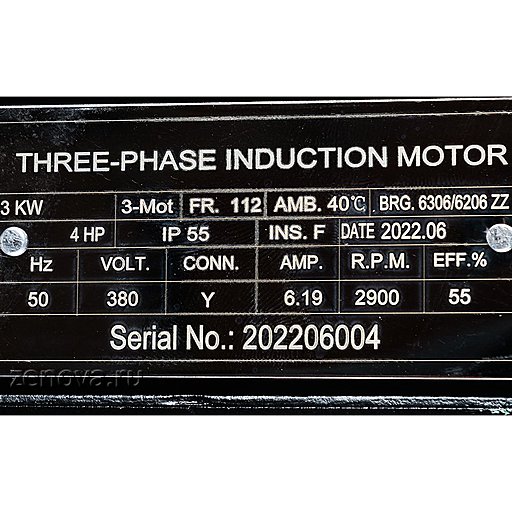 THREE-PHASE INDUCTION MOTOR
3 KW 3-Mot FR. 112 AMB. 40℃ BRG. 6306/6206 ZZ
4 HP IP 55 INS. F DATE 2022.06
Hz VOLT. CONN. AMP. R.P.M. EFF.%
50 380 Y 6.19 2900 55
Serial No.: 202206004
zenova.ru